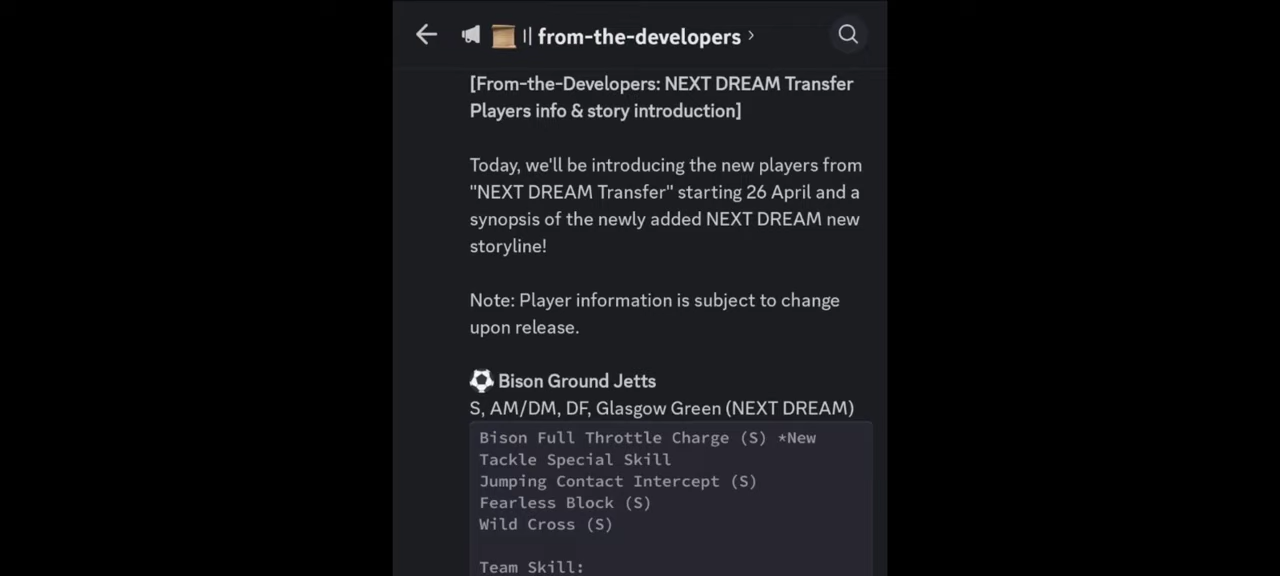 from-the-developers
[From-the-Developers: NEXT DREAM Transfer
Players info & story introduction]
Today, we'll be introducing the new players from
"NEXT DREAM Transfer" starting 26 April and a
synopsis of the newly added NEXT DREAM new
storyline!
Note: Player information is subject to change
upon release.
Bison Ground Jetts
S, AM/DM, DF, Glasgow Green (NEXT DREAM)
Bison Full Throttle Charge (S) *New
Tackle Special Skill
Jumping Contact Intercept (S)
Fearless Block (S)
Wild Cross (S)
Team Skill: